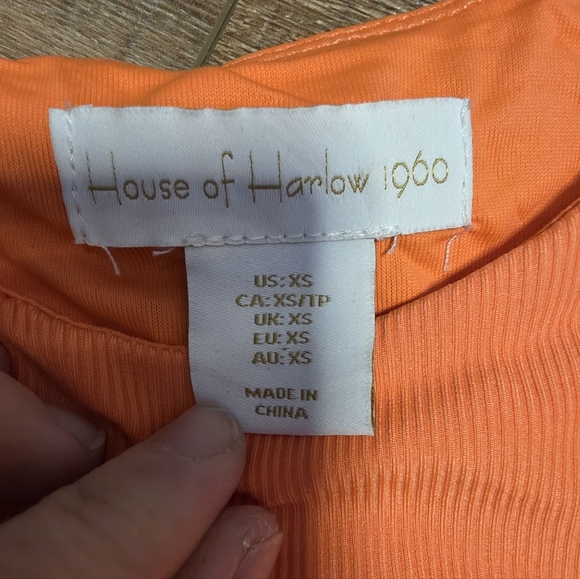 House of Harlow 1960
US: XS
CA: XS/TP
UK: XS
EU: XS
AU: XS
MADE IN
CHINA